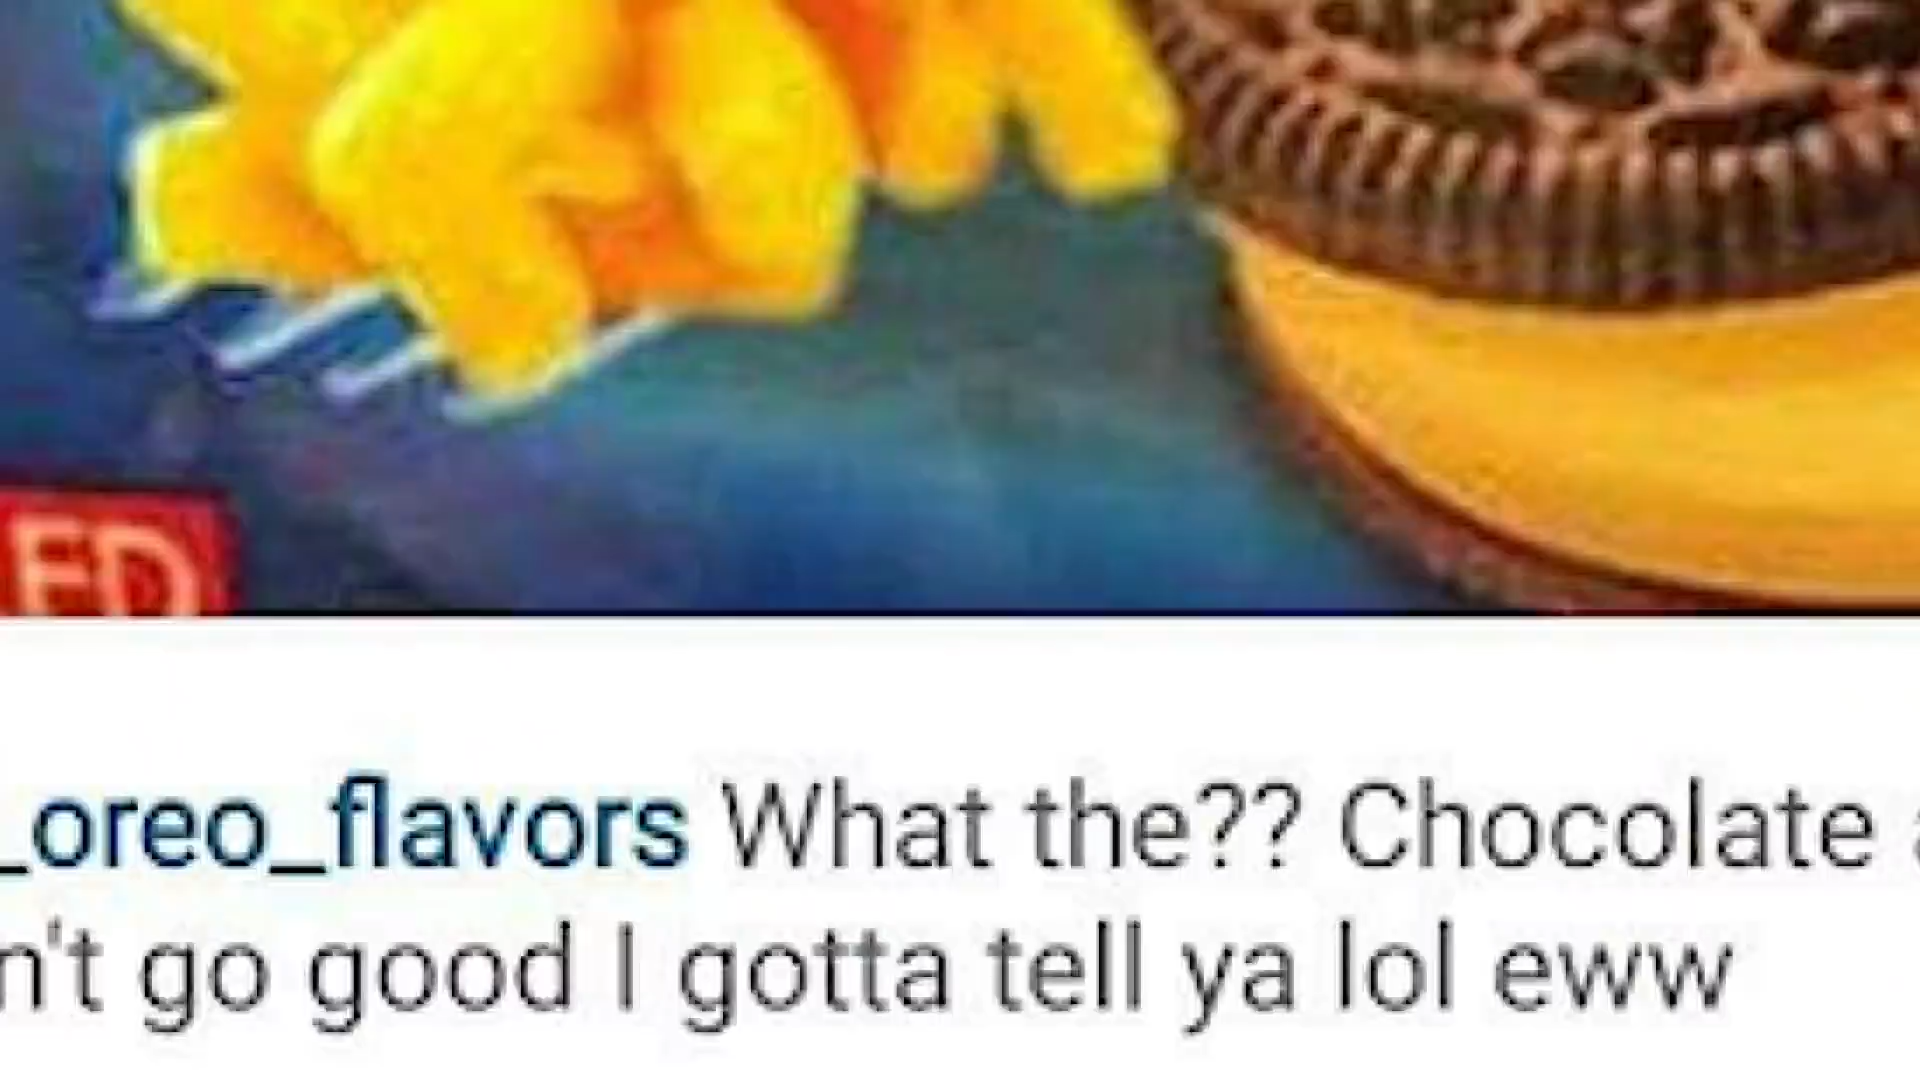 ED
_oreo_flavors What the?? Chocolate
n't go good I gotta tell ya lol eww